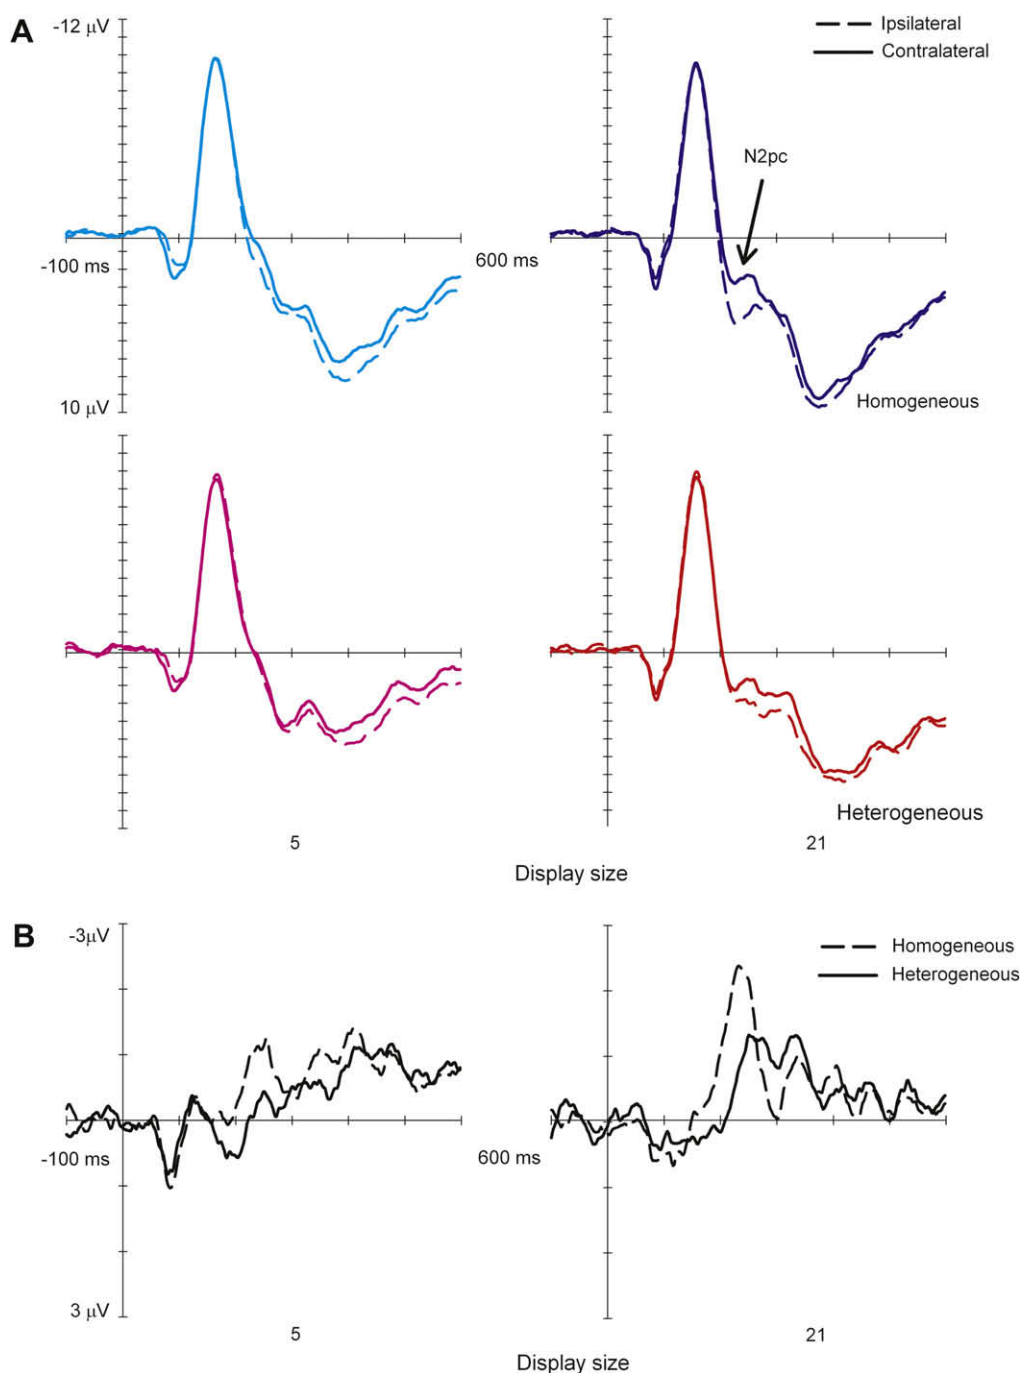 A
-12 μV
Ipsilateral
Contralateral
N2pc
-100 ms
600 ms
10 μV
Homogeneous
Heterogeneous
5
21
Display size
B
-3μV
Homogeneous
Heterogeneous
-100 ms
600 ms
3 μV
5
21
Display size